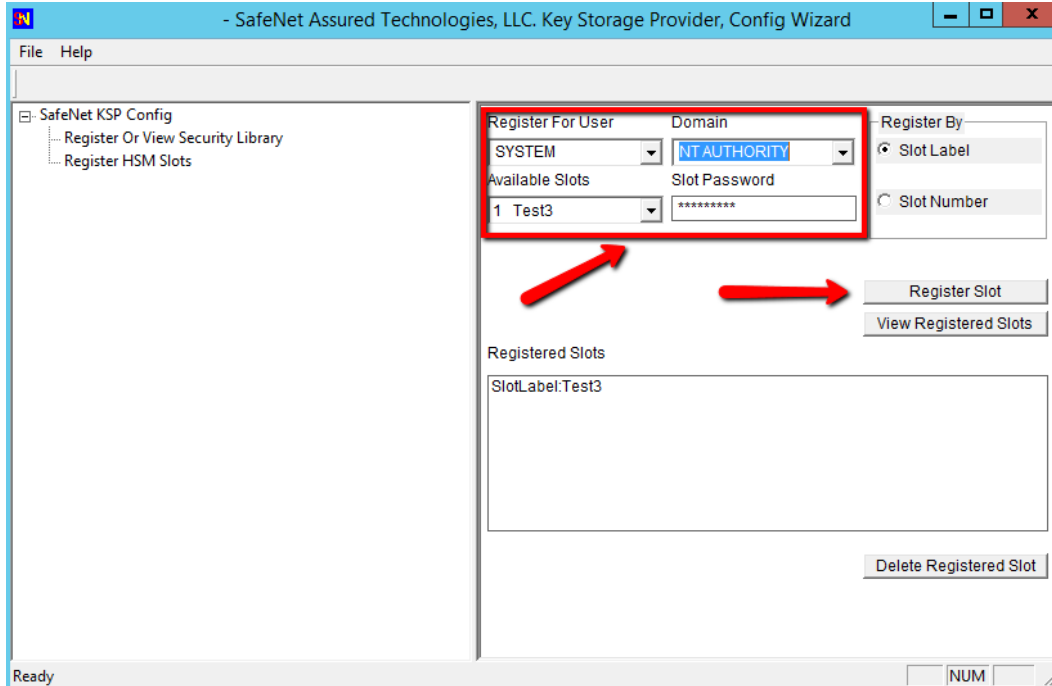 - SafeNet Assured Technologies, LLC. Key Storage Provider, Config Wizard
File Help
SafeNet KSP Config
Register Or View Security Library
Register HSM Slots
Register For User Domain
SYSTEM NT AUTHORITY
Available Slots Slot Password
1 Test3 *********
Register By
Slot Label
Slot Number
Register Slot
View Registered Slots
Registered Slots
SlotLabel:Test3
Delete Registered Slot
Ready NUM